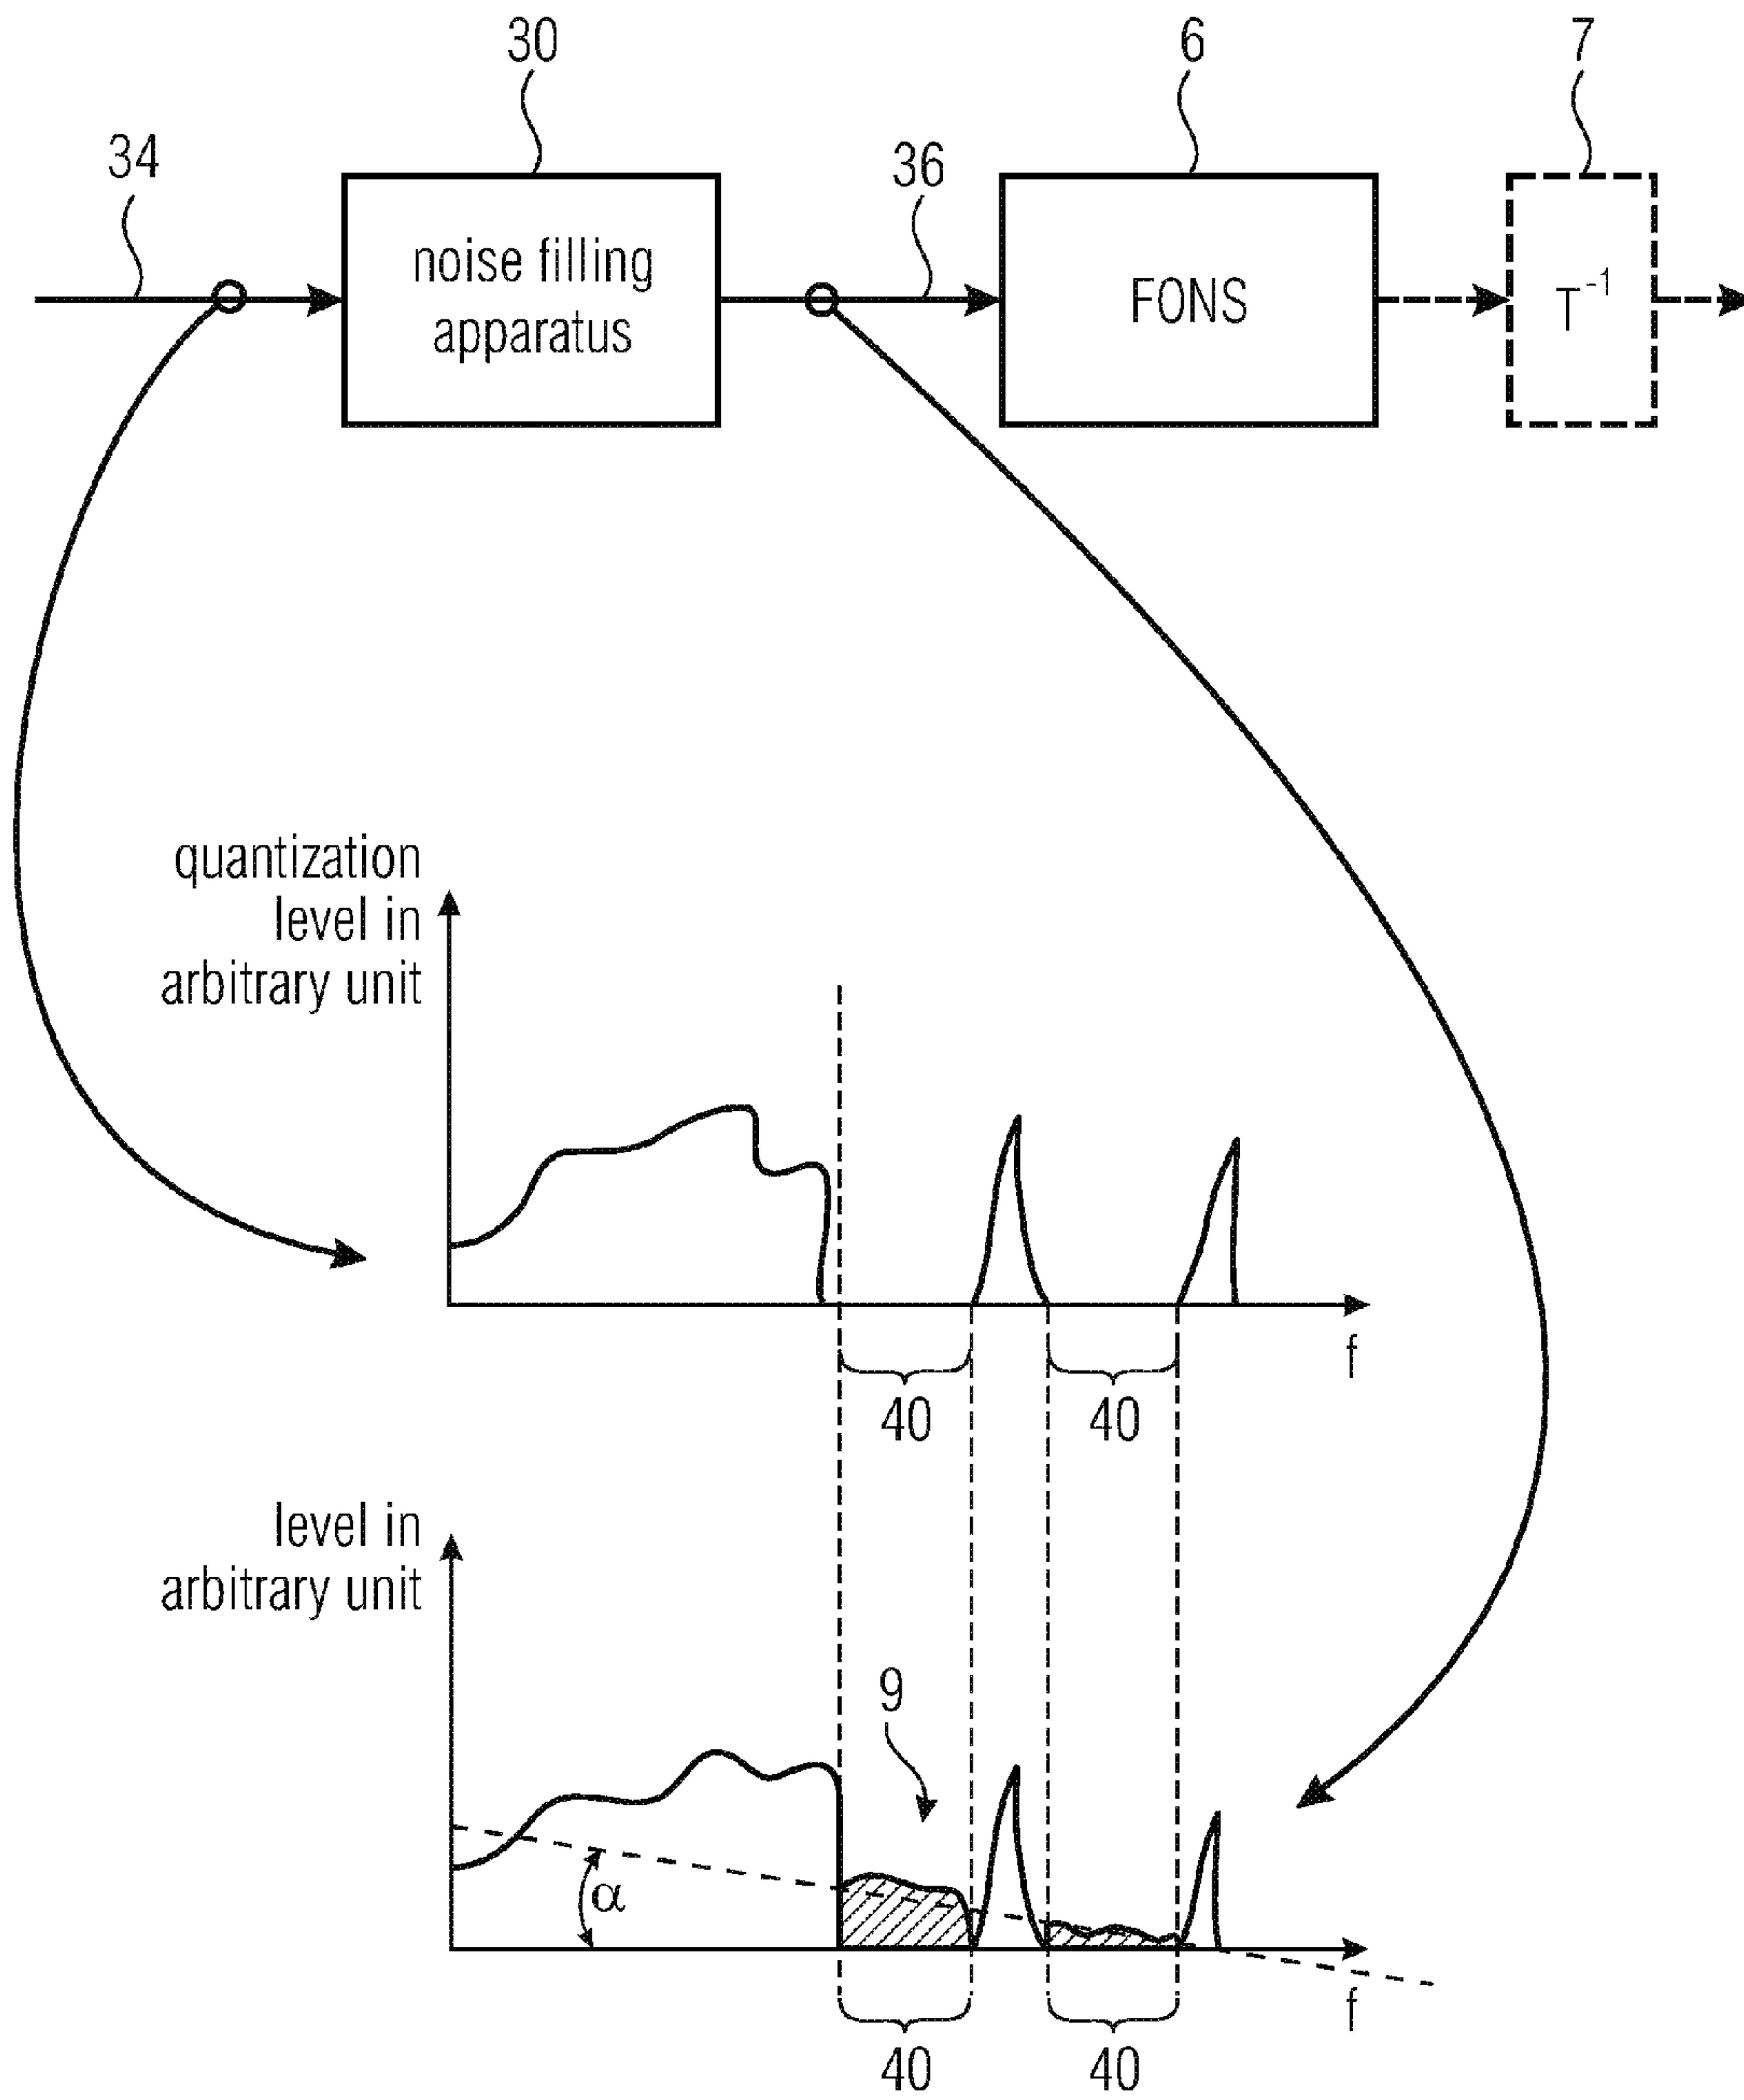 30
6
7
34
36
noise filling
apparatus
FONS
T⁻¹
quantization
level in
arbitrary unit
f
40
40
level in
arbitrary unit
9
α
f
40
40